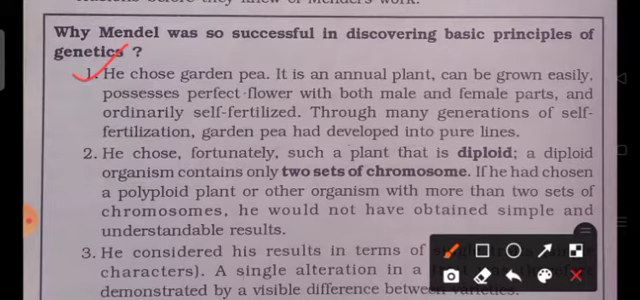 Why Mendel was so successful in discovering basic principles of
genetics ?
1. He chose garden pea. It is an annual plant, can be grown easily,
possesses perfect flower with both male and female parts, and
ordinarily self-fertilized. Through many generations of self-
fertilization, garden pea had developed into pure lines.
2. He chose, fortunately, such a plant that is diploid; a diploid
organism contains only two sets of chromosome. If he had chosen
a polyploid plant or other organism with more than two sets of
chromosomes, he would not have obtained simple and
understandable results.
3. He considered his results in terms of
characters). A single alteration in a
demonstrated by a visible difference between